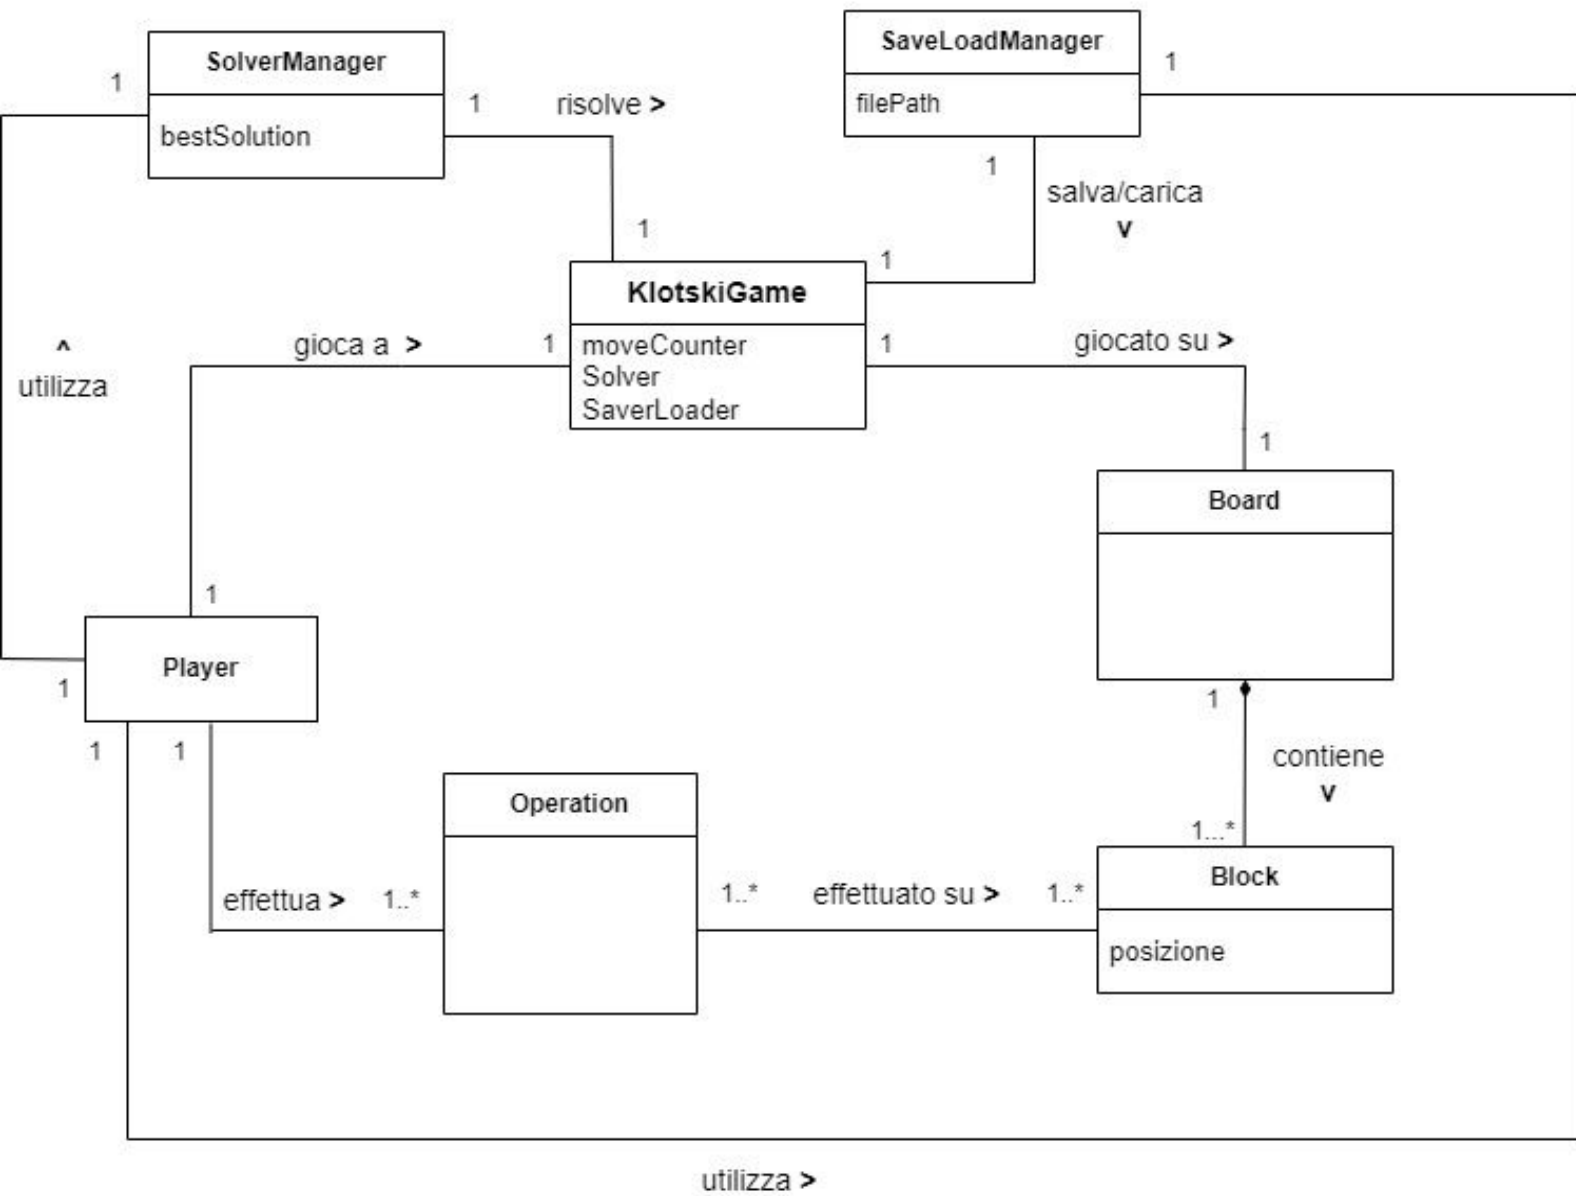 SaveLoadManager
SolverManager
1
1
1
risolve >
filePath
bestSolution
1
salva/carica
v
1
1
KlotskiGame
^
utilizza
gioca a >
1
moveCounter
Solver
SaverLoader
1
giocato su >
1
Board
1
Player
1
1
1
1
contiene
v
Operation
1...*
Block
effettua >
1..*
1..*
effettuato su >
1..*
posizione
utilizza >